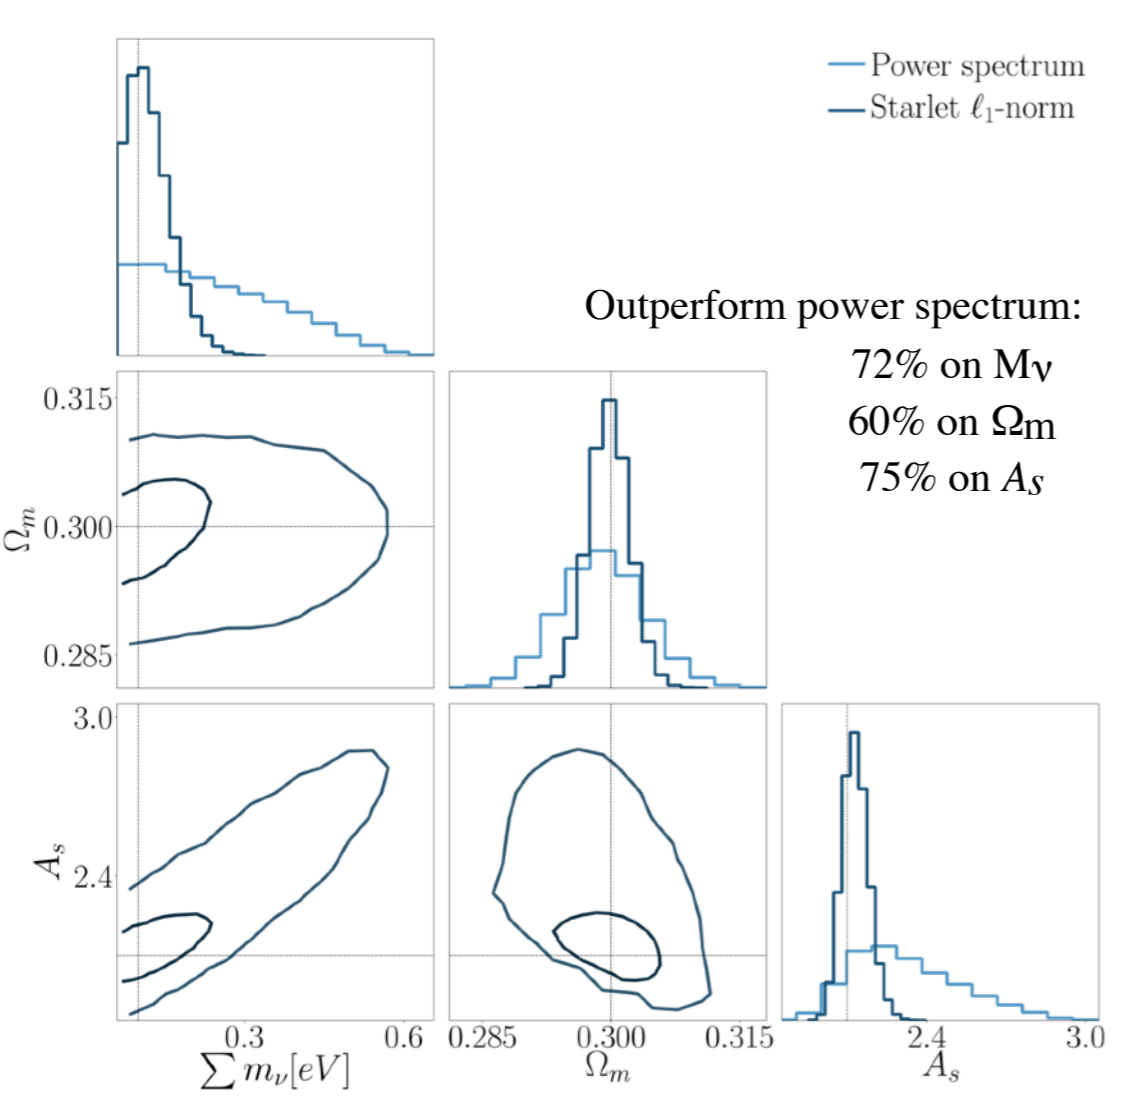 Power spectrum
Starlet ℓ₁-norm
Outperform power spectrum:
72% on Mν
60% on Ωm
75% on As
0.315
0.300
0.285
Ωm
3.0
2.4
As
0.3
0.6
∑ mν[eV]
0.285
0.300
0.315
Ωm
2.4
3.0
As